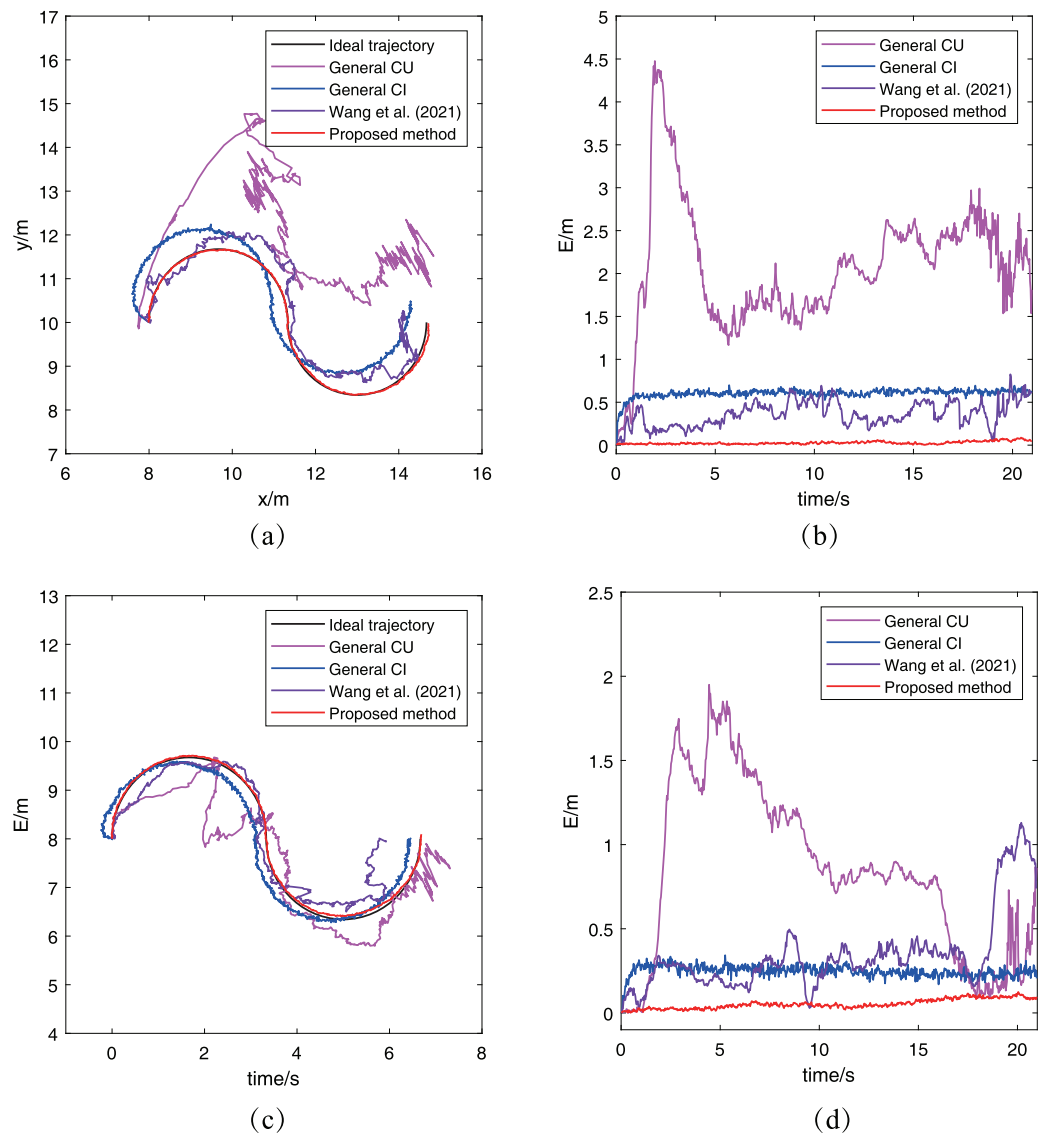 17
16
15
14
13
12
11
10
9
8
7
y/m
6
8
10
12
14
16
x/m
Ideal trajectory
General CU
General CI
Wang et al. (2021)
Proposed method
(a)
5
4.5
4
3.5
3
2.5
2
1.5
1
0.5
0
E/m
0
5
10
15
20
time/s
General CU
General CI
Wang et al. (2021)
Proposed method
(b)
13
12
11
10
9
8
7
6
5
4
E/m
0
2
4
6
8
time/s
Ideal trajectory
General CU
General CI
Wang et al. (2021)
Proposed method
(c)
2.5
2
1.5
1
0.5
0
E/m
0
5
10
15
20
time/s
General CU
General CI
Wang et al. (2021)
Proposed method
(d)